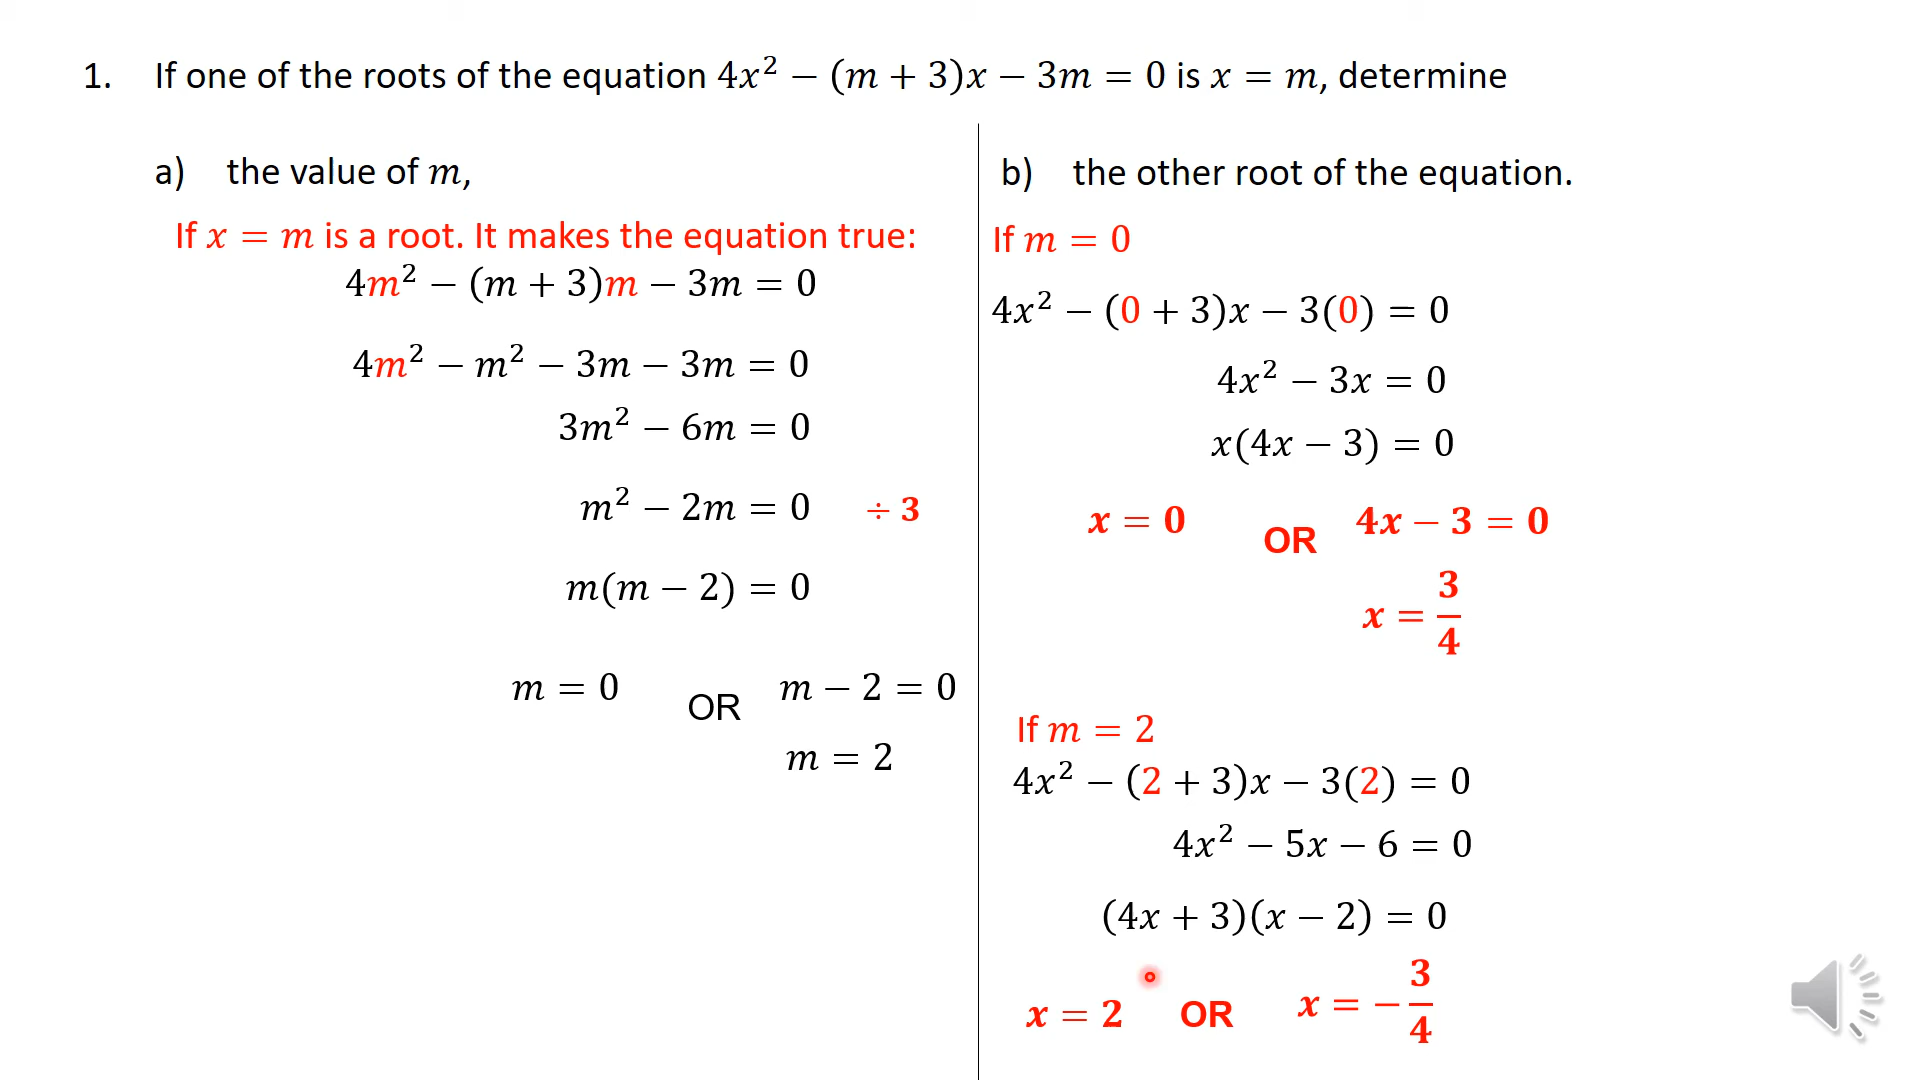 1. If one of the roots of the equation 4x² − (m + 3)x − 3m = 0 is x = m, determine
a) the value of m,
If x = m is a root. It makes the equation true:
4m² − (m + 3)m − 3m = 0
4m² − m² − 3m − 3m = 0
3m² − 6m = 0
m² − 2m = 0 ÷ 3
m(m − 2) = 0
m = 0 OR m − 2 = 0
m = 2
b) the other root of the equation.
If m = 0
4x² − (0 + 3)x − 3(0) = 0
4x² − 3x = 0
x(4x − 3) = 0
x = 0 OR 4x − 3 = 0
x = 3/4
If m = 2
4x² − (2 + 3)x − 3(2) = 0
4x² − 5x − 6 = 0
(4x + 3)(x − 2) = 0
x = 2 OR x = − 3/4